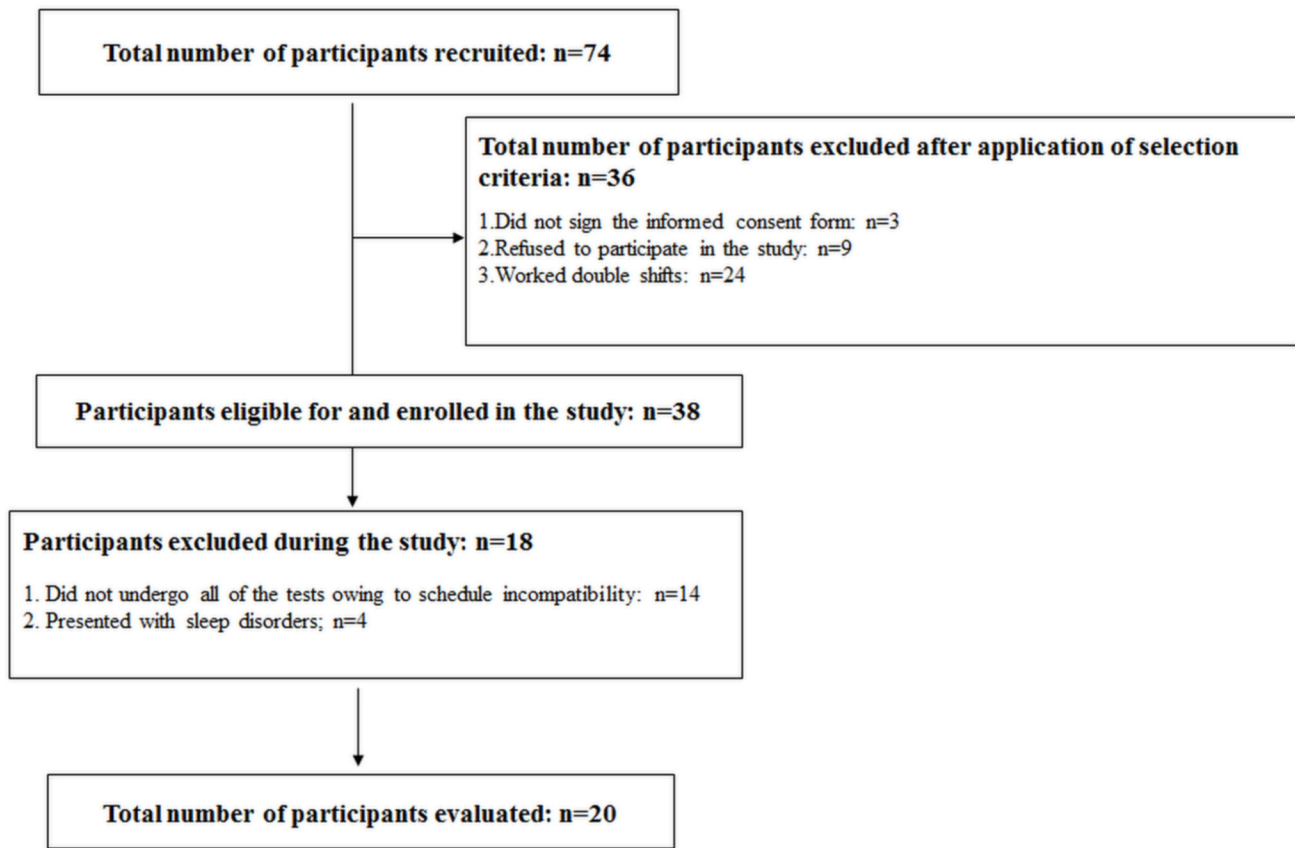 Total number of participants recruited: n=74
Total number of participants excluded after application of selection
criteria: n=36
1.Did not sign the informed consent form: n=3
2.Refused to participate in the study: n=9
3.Worked double shifts: n=24
Participants eligible for and enrolled in the study: n=38
Participants excluded during the study: n=18
1. Did not undergo all of the tests owing to schedule incompatibility: n=14
2. Presented with sleep disorders; n=4
Total number of participants evaluated: n=20